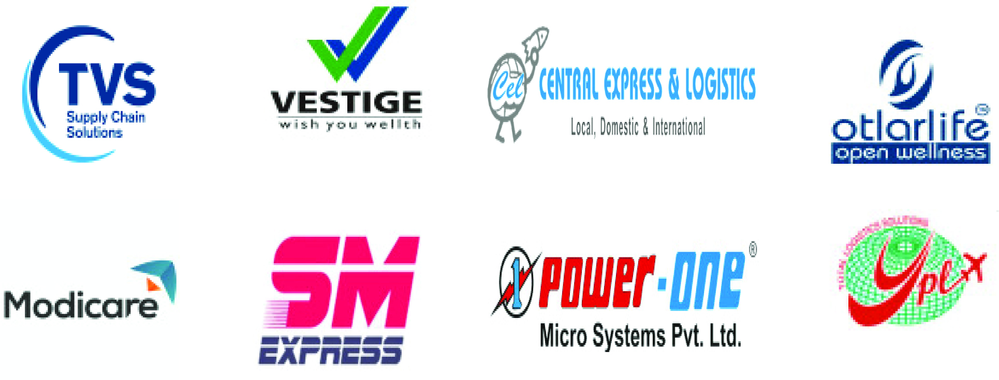 TVS
Supply Chain
Solutions
VESTIGE
wish you wellth
Cel
CENTRAL EXPRESS & LOGISTICS
Local, Domestic & International
otlarlife
open wellness
Modicare
SM
EXPRESS
1
POWER-ONE®
Micro Systems Pvt. Ltd.
TOTAL LOGISTICS SOLUTIONS
Ypl